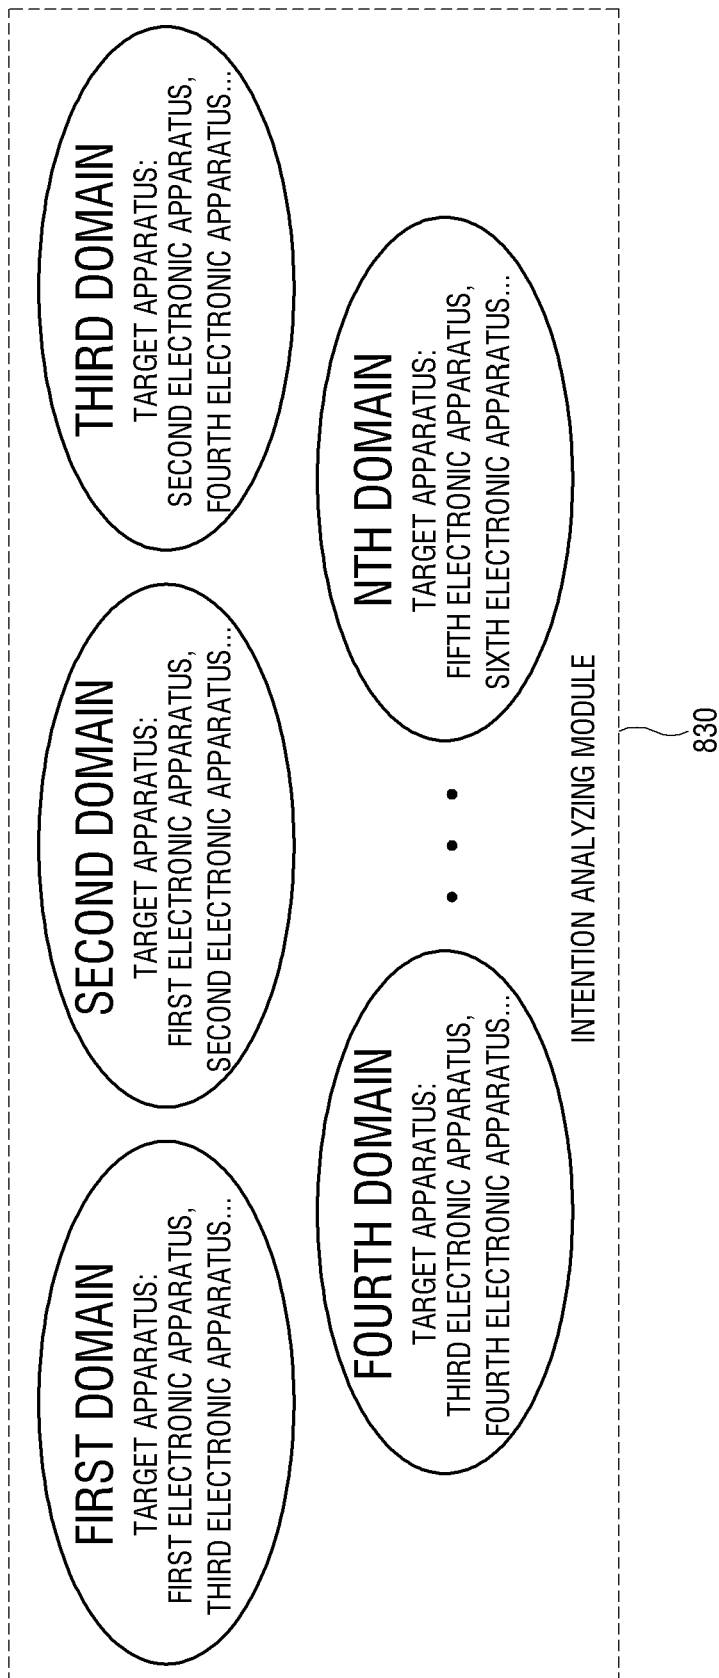 FIRST DOMAIN
TARGET APPARATUS:
FIRST ELECTRONIC APPARATUS,
THIRD ELECTRONIC APPARATUS...
SECOND DOMAIN
TARGET APPARATUS:
FIRST ELECTRONIC APPARATUS,
SECOND ELECTRONIC APPARATUS...
THIRD DOMAIN
TARGET APPARATUS:
SECOND ELECTRONIC APPARATUS,
FOURTH ELECTRONIC APPARATUS...
FOURTH DOMAIN
TARGET APPARATUS:
THIRD ELECTRONIC APPARATUS,
FOURTH ELECTRONIC APPARATUS...
NTH DOMAIN
TARGET APPARATUS:
FIFTH ELECTRONIC APPARATUS,
SIXTH ELECTRONIC APPARATUS...
INTENTION ANALYZING MODULE
830